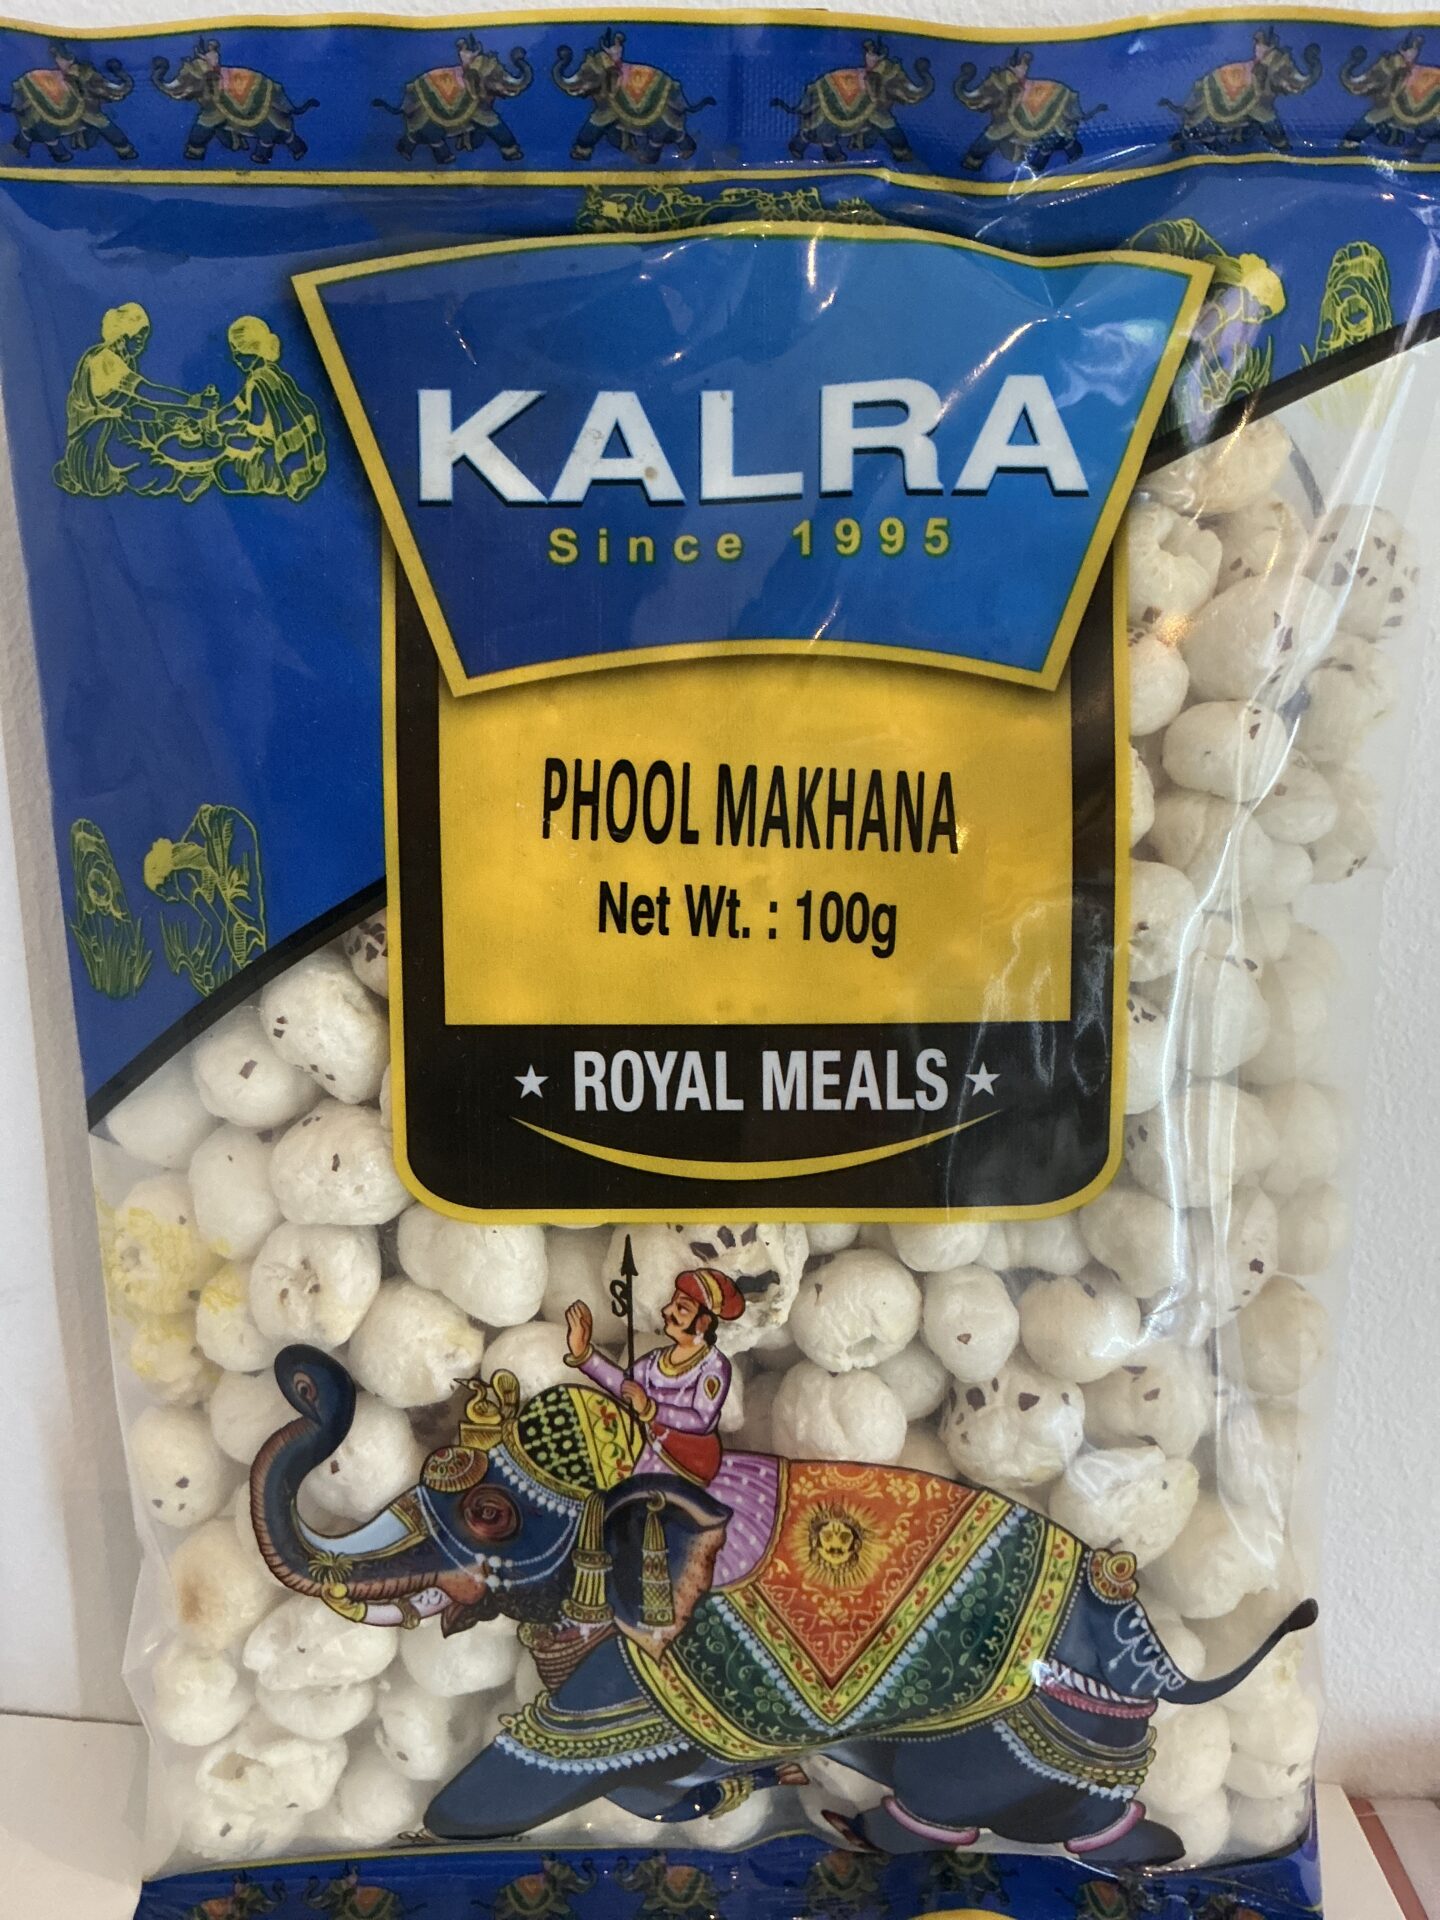 KALRA
Since 1995
PHOOL MAKHANA
Net Wt. : 100g
★ ROYAL MEALS ★